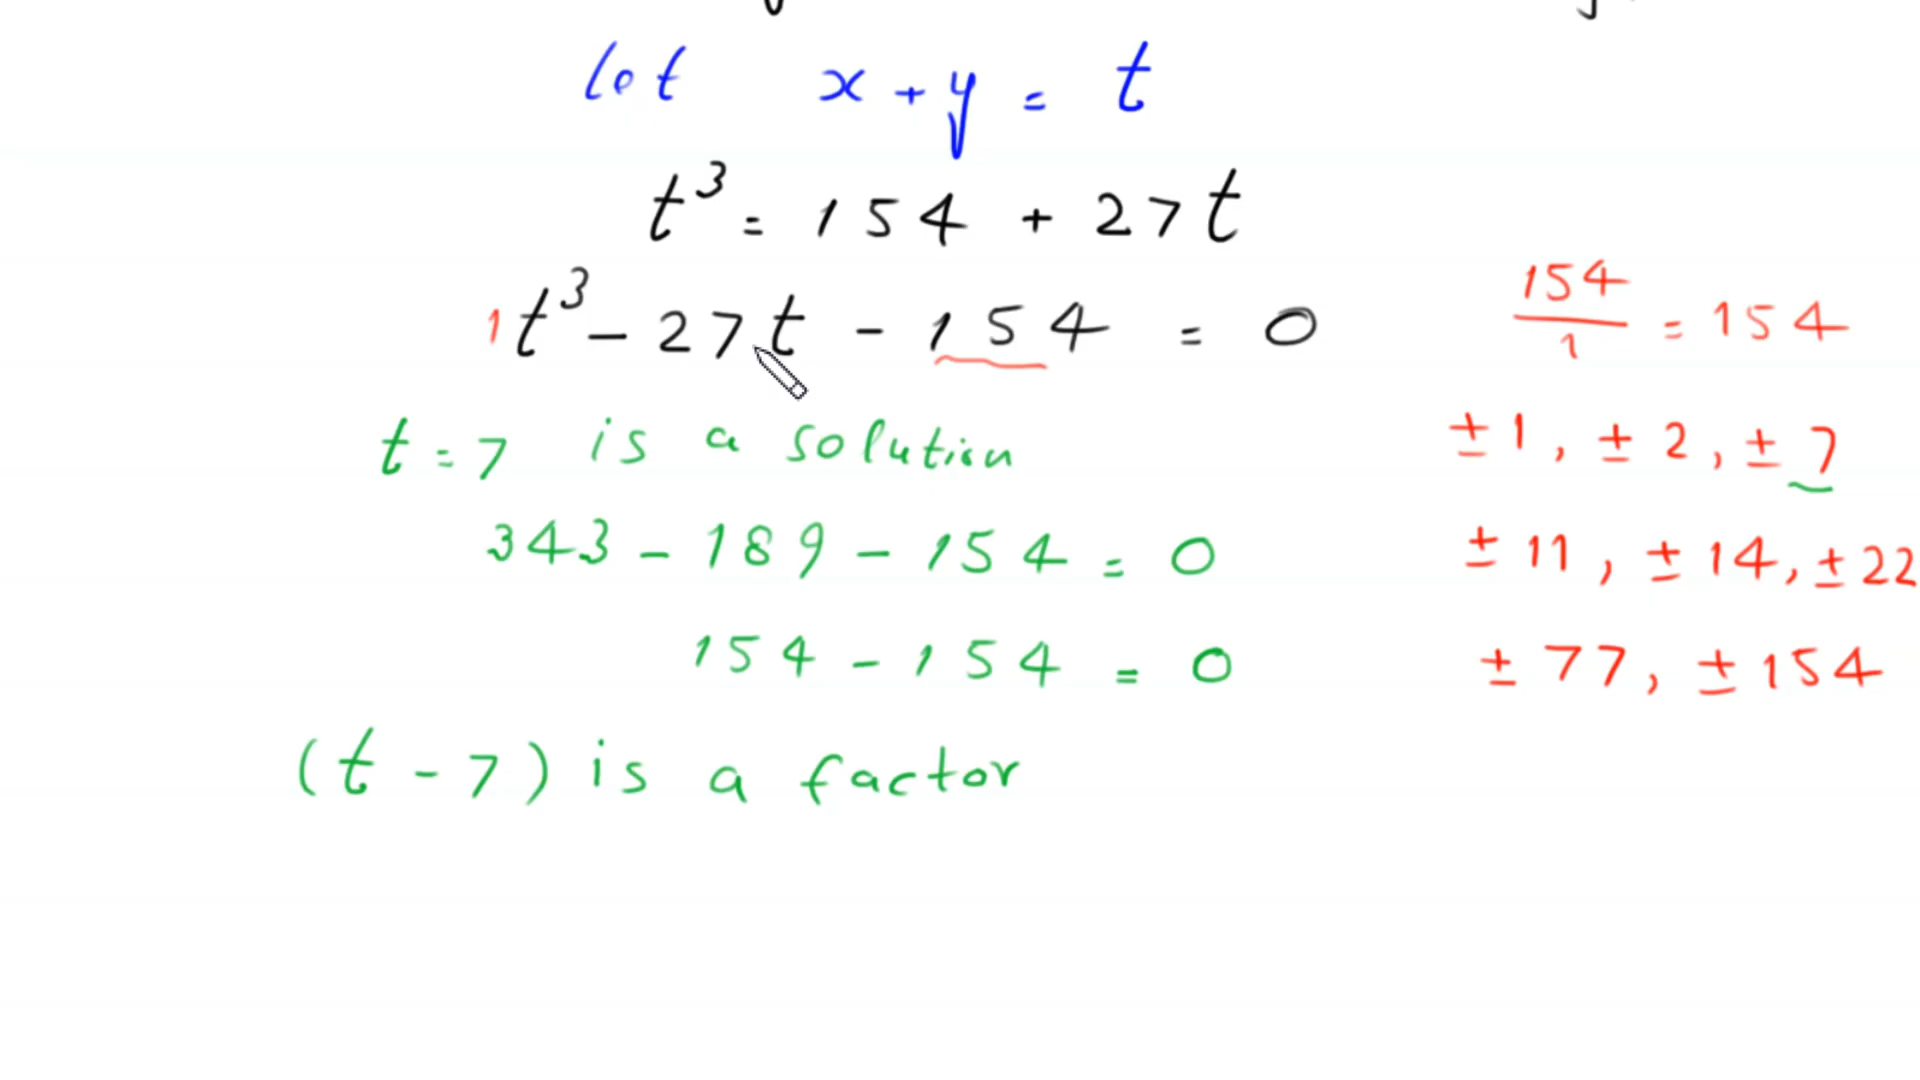 let x + y = t
t³ = 154 + 27t
1t³ - 27t - 154 = 0
154/1 = 154
t = 7 is a solution
±1, ±2, ±7
343 - 189 - 154 = 0
±11, ±14, ±22
154 - 154 = 0
±77, ±154
(t - 7) is a factor